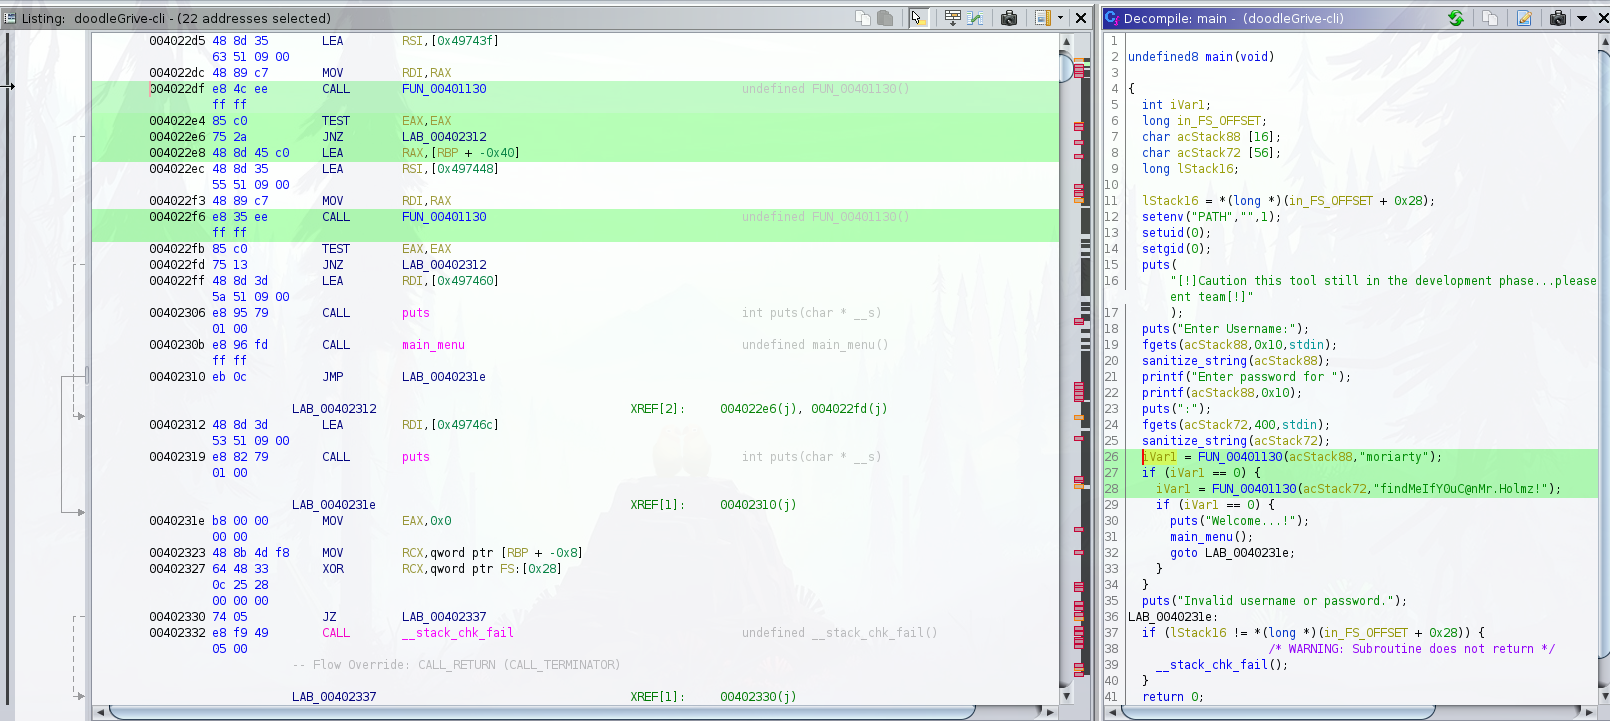 Listing: doodleGrive-cli - (22 addresses selected)
004022d5 48 8d 35 LEA RSI,[0x49743f]
63 51 09 00
004022dc 48 89 c7 MOV RDI,RAX
004022df e8 4c ee CALL FUN_00401130 undefined FUN_00401130()
ff ff
004022e4 85 c0 TEST EAX,EAX
004022e6 75 2a JNZ LAB_00402312
004022e8 48 8d 45 c0 LEA RAX,[RBP + -0x40]
004022ec 48 8d 35 LEA RSI,[0x497448]
55 51 09 00
004022f3 48 89 c7 MOV RDI,RAX
004022f6 e8 35 ee CALL FUN_00401130 undefined FUN_00401130()
ff ff
004022fb 85 c0 TEST EAX,EAX
004022fd 75 13 JNZ LAB_00402312
004022ff 48 8d 3d LEA RDI,[0x497460]
5a 51 09 00
00402306 e8 95 79 CALL puts int puts(char * __s)
01 00
0040230b e8 96 fd CALL main_menu undefined main_menu()
ff ff
00402310 eb 0c JMP LAB_0040231e
LAB_00402312 XREF[2]: 004022e6(j), 004022fd(j)
00402312 48 8d 3d LEA RDI,[0x49746c]
53 51 09 00
00402319 e8 82 79 CALL puts int puts(char * __s)
01 00
LAB_0040231e XREF[1]: 00402310(j)
0040231e b8 00 00 MOV EAX,0x0
00 00
00402323 48 8b 4d f8 MOV RCX,qword ptr [RBP + -0x8]
00402327 64 48 33 XOR RCX,qword ptr FS:[0x28]
0c 25 28
00 00 00
00402330 74 05 JZ LAB_00402337
00402332 e8 f9 49 CALL __stack_chk_fail undefined __stack_chk_fail()
05 00
-- Flow Override: CALL_RETURN (CALL_TERMINATOR)
LAB_00402337 XREF[1]: 00402330(j)
Decompile: main - (doodleGrive-cli)
1
2 undefined8 main(void)
3
4 {
5 int iVar1;
6 long in_FS_OFFSET;
7 char acStack88 [16];
8 char acStack72 [56];
9 long lStack16;
10
11 lStack16 = *(long *)(in_FS_OFFSET + 0x28);
12 setenv("PATH","",1);
13 setuid(0);
14 setgid(0);
15 puts(
16 "[!]Caution this tool still in the development phase...please
ent team[!]"
17 );
18 puts("Enter Username:");
19 fgets(acStack88,0x10,stdin);
20 sanitize_string(acStack88);
21 printf("Enter password for ");
22 printf(acStack88,0x10);
23 puts(":");
24 fgets(acStack72,400,stdin);
25 sanitize_string(acStack72);
26 iVar1 = FUN_00401130(acStack88,"moriarty");
27 if (iVar1 == 0) {
28 iVar1 = FUN_00401130(acStack72,"findMeIfY0uC@nMr.Holmz!");
29 if (iVar1 == 0) {
30 puts("Welcome...!");
31 main_menu();
32 goto LAB_0040231e;
33 }
34 }
35 puts("Invalid username or password.");
36 LAB_0040231e:
37 if (lStack16 != *(long *)(in_FS_OFFSET + 0x28)) {
38 /* WARNING: Subroutine does not return */
39 __stack_chk_fail();
40 }
41 return 0;